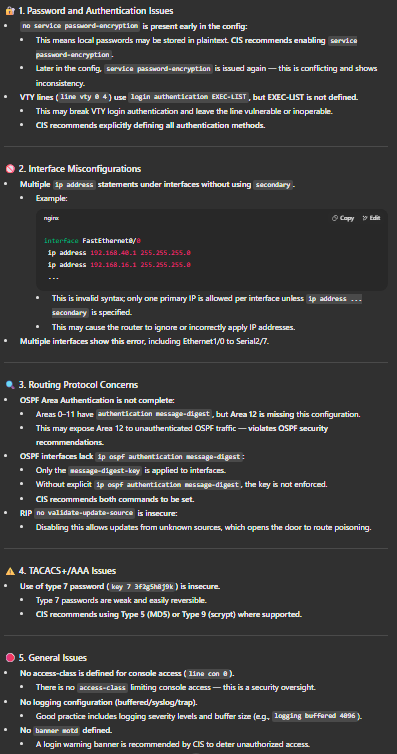 1. Password and Authentication Issues
no service password-encryption is present early in the config:
This means local passwords may be stored in plaintext. CIS recommends enabling service
password-encryption.
Later in the config, service password-encryption is issued again — this is conflicting and shows
inconsistency.
VTY lines (line vty 0 4) use login authentication EXEC-LIST, but EXEC-LIST is not defined.
This may break VTY login authentication and leave the line vulnerable or inoperable.
CIS recommends explicitly defining all authentication methods.
2. Interface Misconfigurations
Multiple ip address statements under interfaces without using secondary.
Example:
nginx
Copy Edit
interface FastEthernet0/0
ip address 192.168.40.1 255.255.255.0
ip address 192.168.16.1 255.255.255.0
...
This is invalid syntax; only one primary IP is allowed per interface unless ip address ...
secondary is specified.
This may cause the router to ignore or incorrectly apply IP addresses.
Multiple interfaces show this error, including Ethernet1/0 to Serial2/7.
3. Routing Protocol Concerns
OSPF Area Authentication is not complete:
Areas 0–11 have authentication message-digest, but Area 12 is missing this configuration.
This may expose Area 12 to unauthenticated OSPF traffic — violates OSPF security
recommendations.
OSPF interfaces lack ip ospf authentication message-digest:
Only the message-digest-key is applied to interfaces.
Without explicit ip ospf authentication message-digest, the key is not enforced.
CIS recommends both commands to be set.
RIP no validate-update-source is insecure:
Disabling this allows updates from unknown sources, which opens the door to route poisoning.
4. TACACS+/AAA Issues
Use of type 7 password (key 7 3f2g5h8j9k) is insecure.
Type 7 passwords are weak and easily reversible.
CIS recommends using Type 5 (MD5) or Type 9 (scrypt) where supported.
5. General Issues
No access-class is defined for console access (line con 0).
There is no access-class limiting console access — this is a security oversight.
No logging configuration (buffered/syslog/trap).
Good practice includes logging severity levels and buffer size (e.g., logging buffered 4096).
No banner motd defined.
A login warning banner is recommended by CIS to deter unauthorized access.